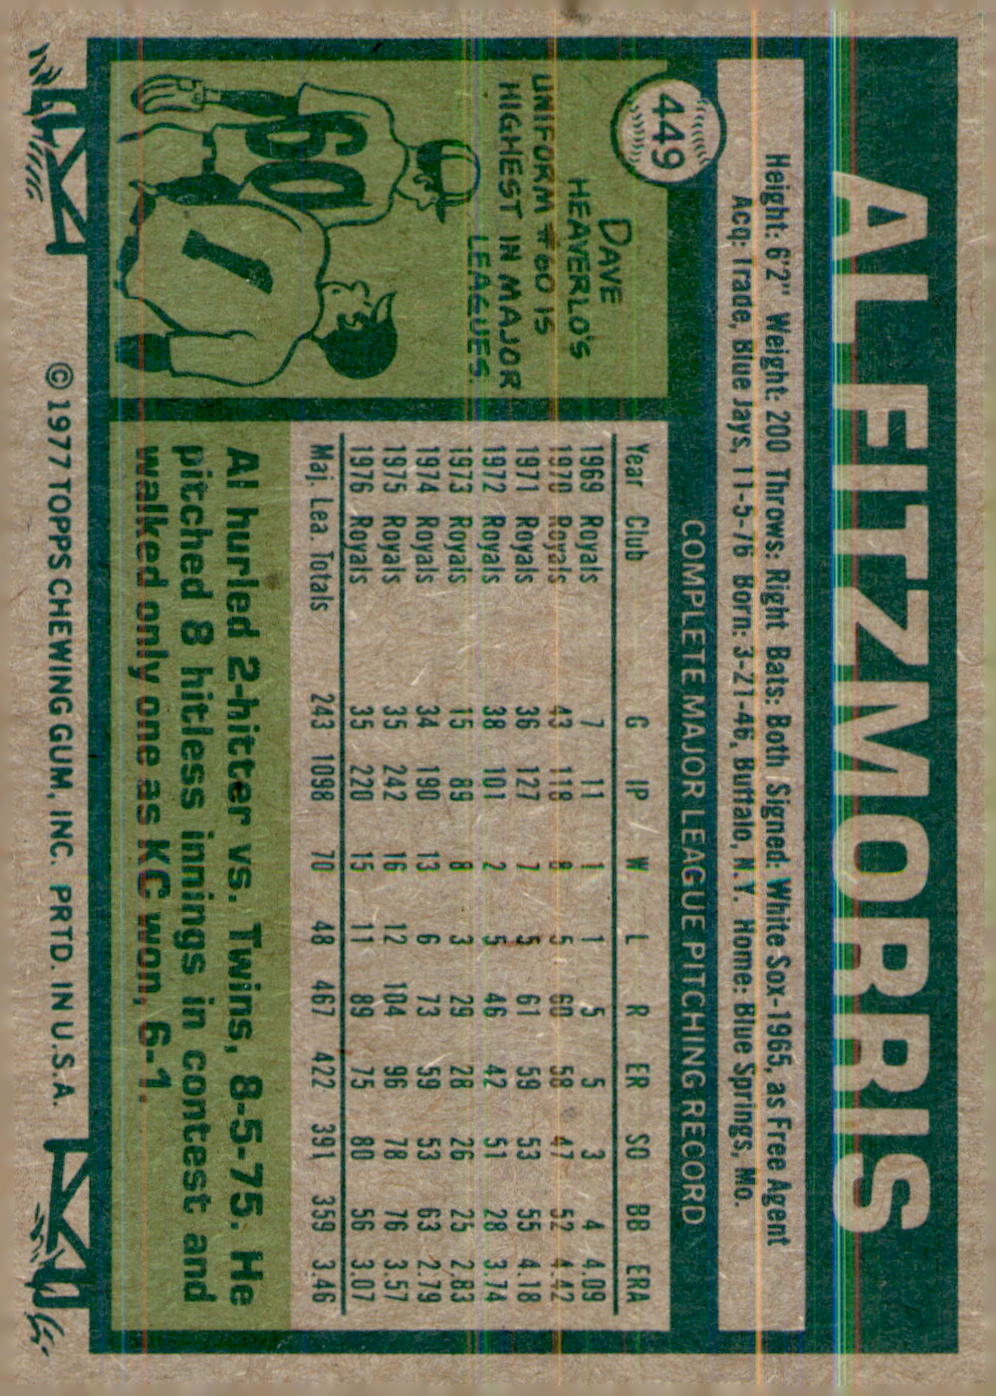 AL FITZMORRIS
449
Height: 6'2" Weight: 200 Throws: Right Bats: Both Signed: White Sox-1965, as Free Agent
Acq: Trade, Blue Jays, 11-5-76 Born: 3-21-46, Buffalo, N.Y. Home: Blue Springs, Mo.
COMPLETE MAJOR LEAGUE PITCHING RECORD
Year Club G IP W L R ER SO BB ERA
1969 Royals 7 11 1 1 5 5 3 4 4.09
1970 Royals 43 118 8 5 60 58 47 52 4.42
1971 Royals 36 127 7 5 61 59 53 55 4.18
1972 Royals 38 101 2 5 46 42 51 28 3.74
1973 Royals 15 89 8 3 29 28 26 25 2.83
1974 Royals 34 190 13 6 73 59 53 63 2.79
1975 Royals 35 242 16 12 104 96 78 76 3.57
1976 Royals 35 220 15 11 89 75 80 56 3.07
Maj. Lea. Totals 243 1098 70 48 467 422 391 359 3.46
DAVE
HEAVERLO'S
UNIFORM #60 IS
HIGHEST IN MAJOR
LEAGUES.
60
1
Al hurled 2-hitter vs. Twins, 8-5-75. He
pitched 8 hitless innings in contest and
walked only one as KC won, 6-1.
© 1977 TOPPS CHEWING GUM, INC. PRTD. IN U.S.A.